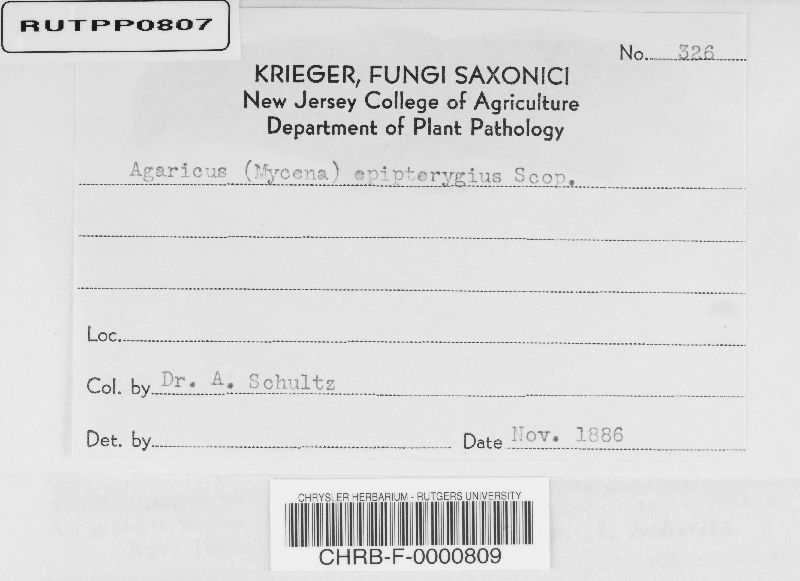 RUTPP0807
No. 326
KRIEGER, FUNGI SAXONICI
New Jersey College of Agriculture
Department of Plant Pathology
Agaricus (Mycena) epipterygius Scop.
Loc.
Col. by Dr. A. Schultz
Det. by
Date Nov. 1886
CHRYSLER HERBARIUM - RUTGERS UNIVERSITY
CHRB-F-0000809